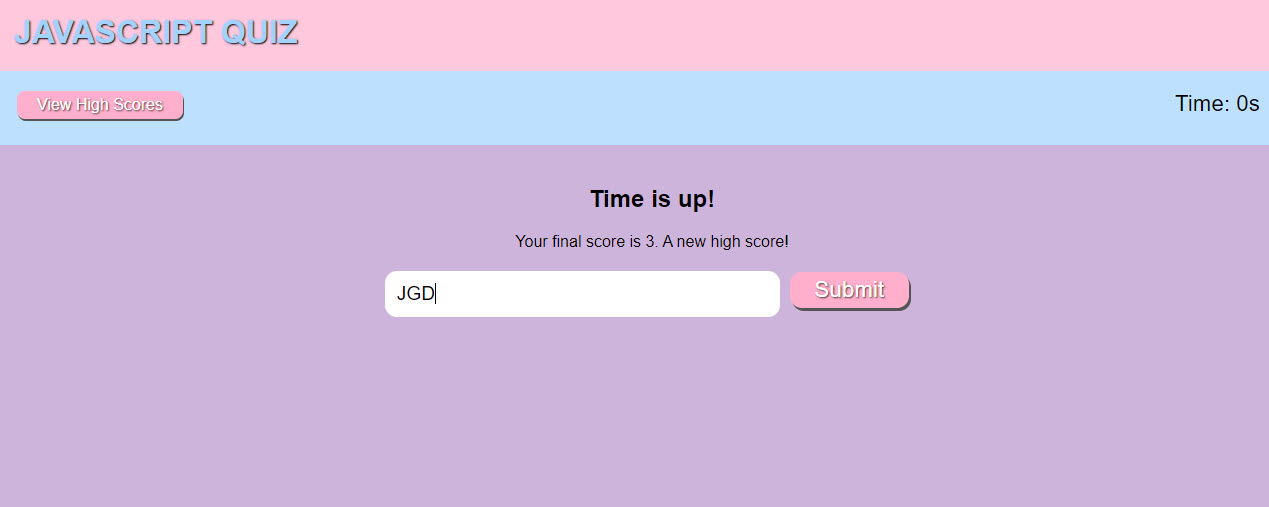 JAVASCRIPT QUIZ
View High Scores
Time: 0s
Time is up!
Your final score is 3. A new high score!
JGD
Submit